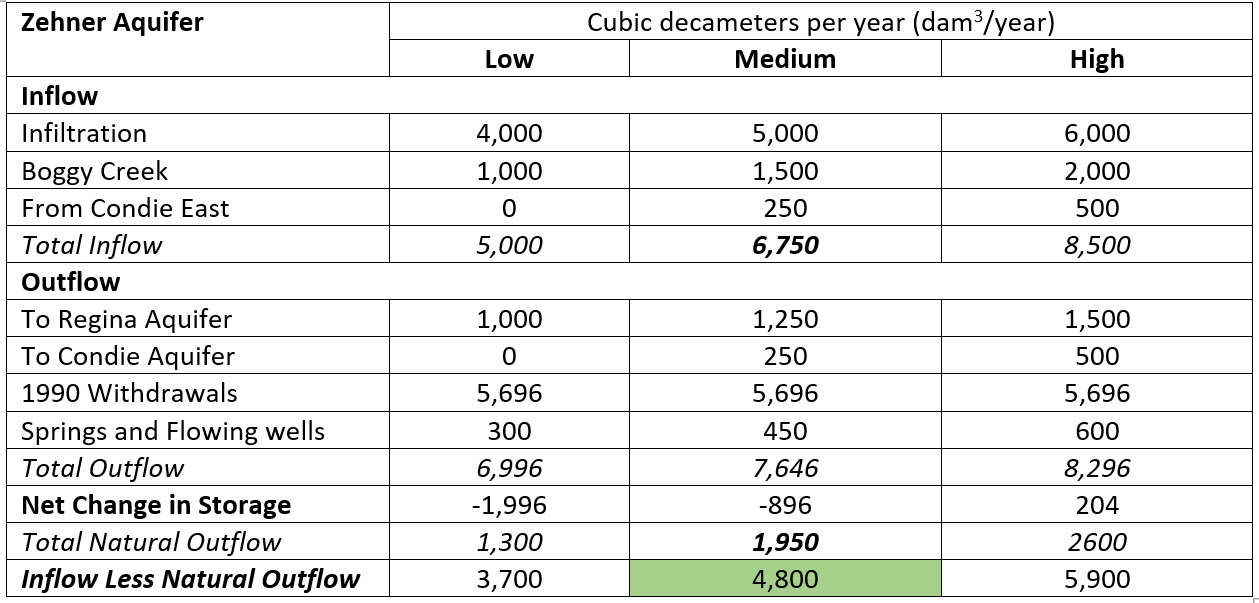 Zehner Aquifer Cubic decameters per year (dam³/year)
Low Medium High
Inflow
Infiltration 4,000 5,000 6,000
Boggy Creek 1,000 1,500 2,000
From Condie East 0 250 500
Total Inflow 5,000 6,750 8,500
Outflow
To Regina Aquifer 1,000 1,250 1,500
To Condie Aquifer 0 250 500
1990 Withdrawals 5,696 5,696 5,696
Springs and Flowing wells 300 450 600
Total Outflow 6,996 7,646 8,296
Net Change in Storage -1,996 -896 204
Total Natural Outflow 1,300 1,950 2600
Inflow Less Natural Outflow 3,700 4,800 5,900